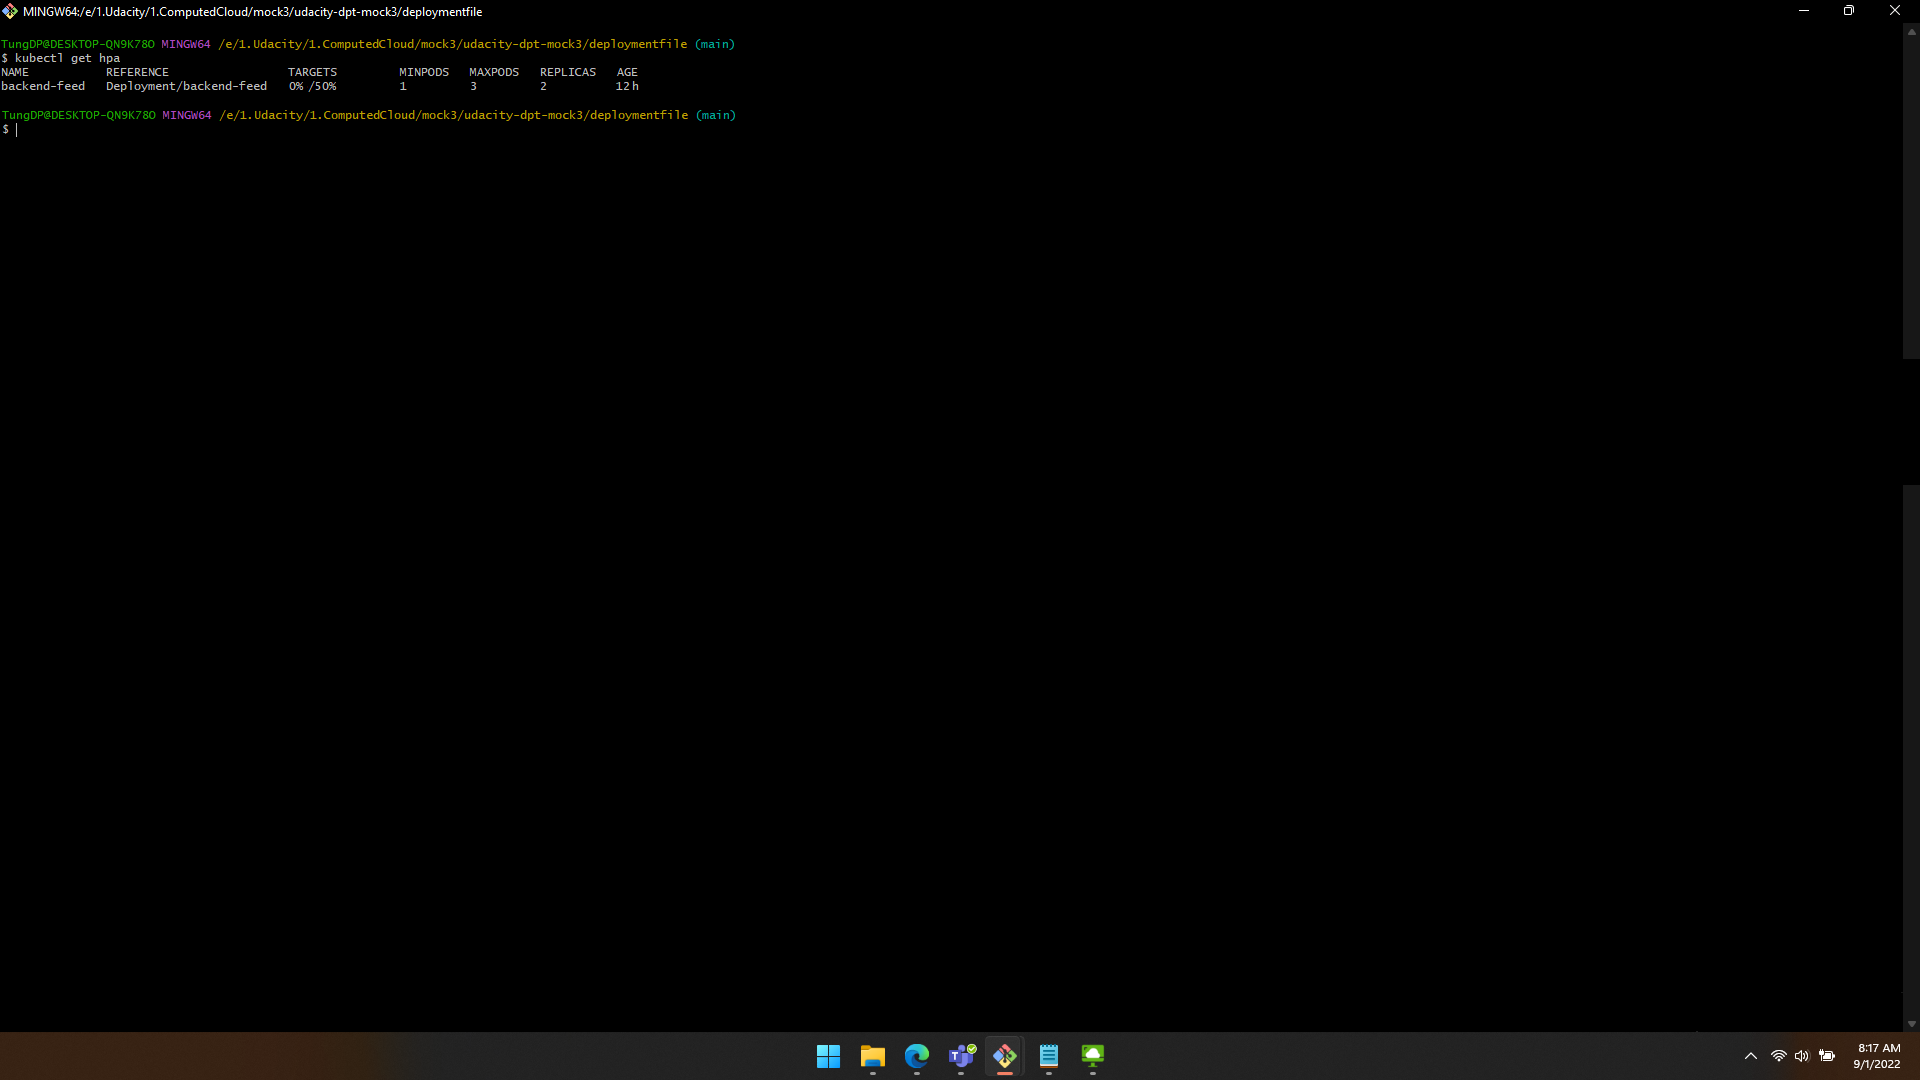 MINGW64:/e/1.Udacity/1.ComputedCloud/mock3/udacity-dpt-mock3/deploymentfile
TungDP@DESKTOP-QN9K78O MINGW64 /e/1.Udacity/1.ComputedCloud/mock3/udacity-dpt-mock3/deploymentfile (main)
$ kubectl get hpa
NAME REFERENCE TARGETS MINPODS MAXPODS REPLICAS AGE
backend-feed Deployment/backend-feed 0% /50% 1 3 2 12h
TungDP@DESKTOP-QN9K78O MINGW64 /e/1.Udacity/1.ComputedCloud/mock3/udacity-dpt-mock3/deploymentfile (main)
$
8:17 AM
9/1/2022